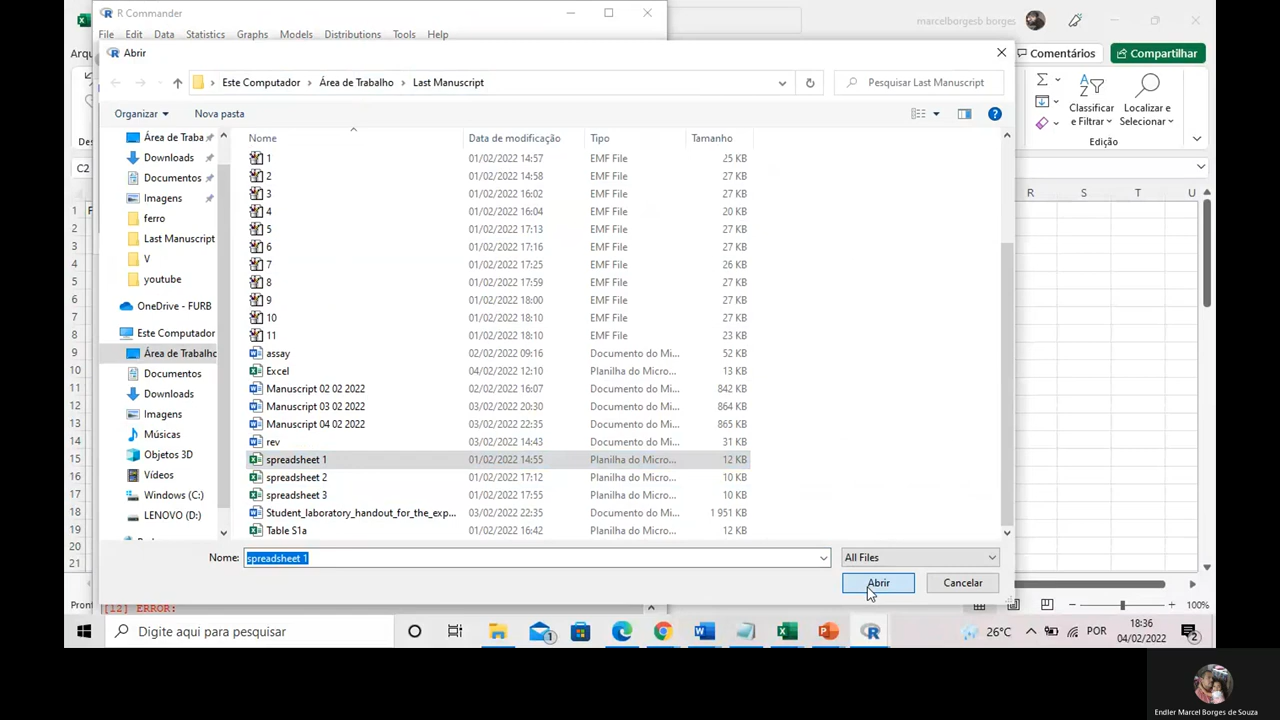 R Commander
marcelborgesb borges
File Edit Data Statistics Graphs Models Distributions Tools Help
Abrir
Arqu
Comentários
Compartilhar
Este Computador > Área de Trabalho > Last Manuscript
Pesquisar Last Manuscript
Organizar Nova pasta
Classificar
e Filtrar
Localizar e
Selecionar
Edição
Des
C2
Nome Data de modificação Tipo Tamanho
Área de Traba
Downloads
Documentos
Imagens
ferro
Last Manuscript
V
youtube
OneDrive - FURB
Este Computador
Área de Trabalho
Documentos
Downloads
Imagens
Músicas
Objetos 3D
Vídeos
Windows (C:)
LENOVO (D:)
1 01/02/2022 14:57 EMF File 25 KB
2 01/02/2022 14:58 EMF File 27 KB
3 01/02/2022 16:02 EMF File 27 KB
4 01/02/2022 16:04 EMF File 20 KB
5 01/02/2022 17:13 EMF File 27 KB
6 01/02/2022 17:16 EMF File 27 KB
7 01/02/2022 17:25 EMF File 26 KB
8 01/02/2022 17:59 EMF File 27 KB
9 01/02/2022 18:00 EMF File 27 KB
10 01/02/2022 18:10 EMF File 27 KB
11 01/02/2022 18:10 EMF File 23 KB
assay 02/02/2022 09:16 Documento do Mi... 52 KB
Excel 04/02/2022 12:10 Planilha do Micro... 13 KB
Manuscript 02 02 2022 02/02/2022 16:07 Documento do Mi... 842 KB
Manuscript 03 02 2022 03/02/2022 20:30 Documento do Mi... 864 KB
Manuscript 04 02 2022 03/02/2022 22:35 Documento do Mi... 865 KB
rev 03/02/2022 14:43 Documento do Mi... 31 KB
spreadsheet 1 01/02/2022 14:55 Planilha do Micro... 12 KB
spreadsheet 2 01/02/2022 17:12 Planilha do Micro... 10 KB
spreadsheet 3 01/02/2022 17:55 Planilha do Micro... 10 KB
Student_laboratory_handout_for_the_exp... 03/02/2022 22:35 Documento do Mi... 1 951 KB
Table S1a 01/02/2022 16:42 Planilha do Micro... 12 KB
R S T U
1
2
3
4
5
6
7
8
9
10
11
12
13
14
15
16
17
18
19
20
21
Nome: spreadsheet 1 All Files
Abrir Cancelar
Pront
[12] ERROR:
100%
Digite aqui para pesquisar
26°C
POR
18:36
04/02/2022
2
Endler Marcel Borges de Souza